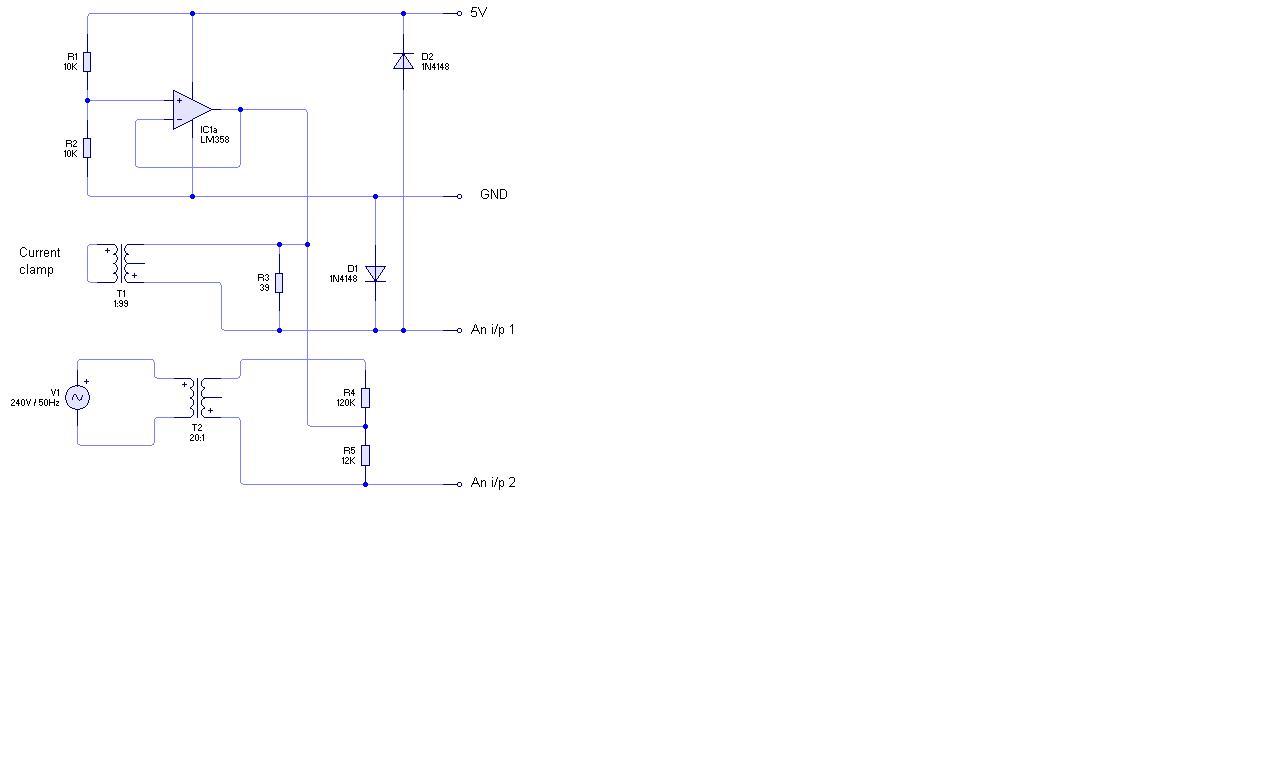 5V
R1
10K
D2
1N4148
+
−
IC1a
LM358
R2
10K
GND
Current
clamp
+
+
T1
1:99
R3
39
D1
1N4148
An i/p 1
V1
240V / 50Hz
+
+
+
T2
20:1
R4
120K
R5
12K
An i/p 2